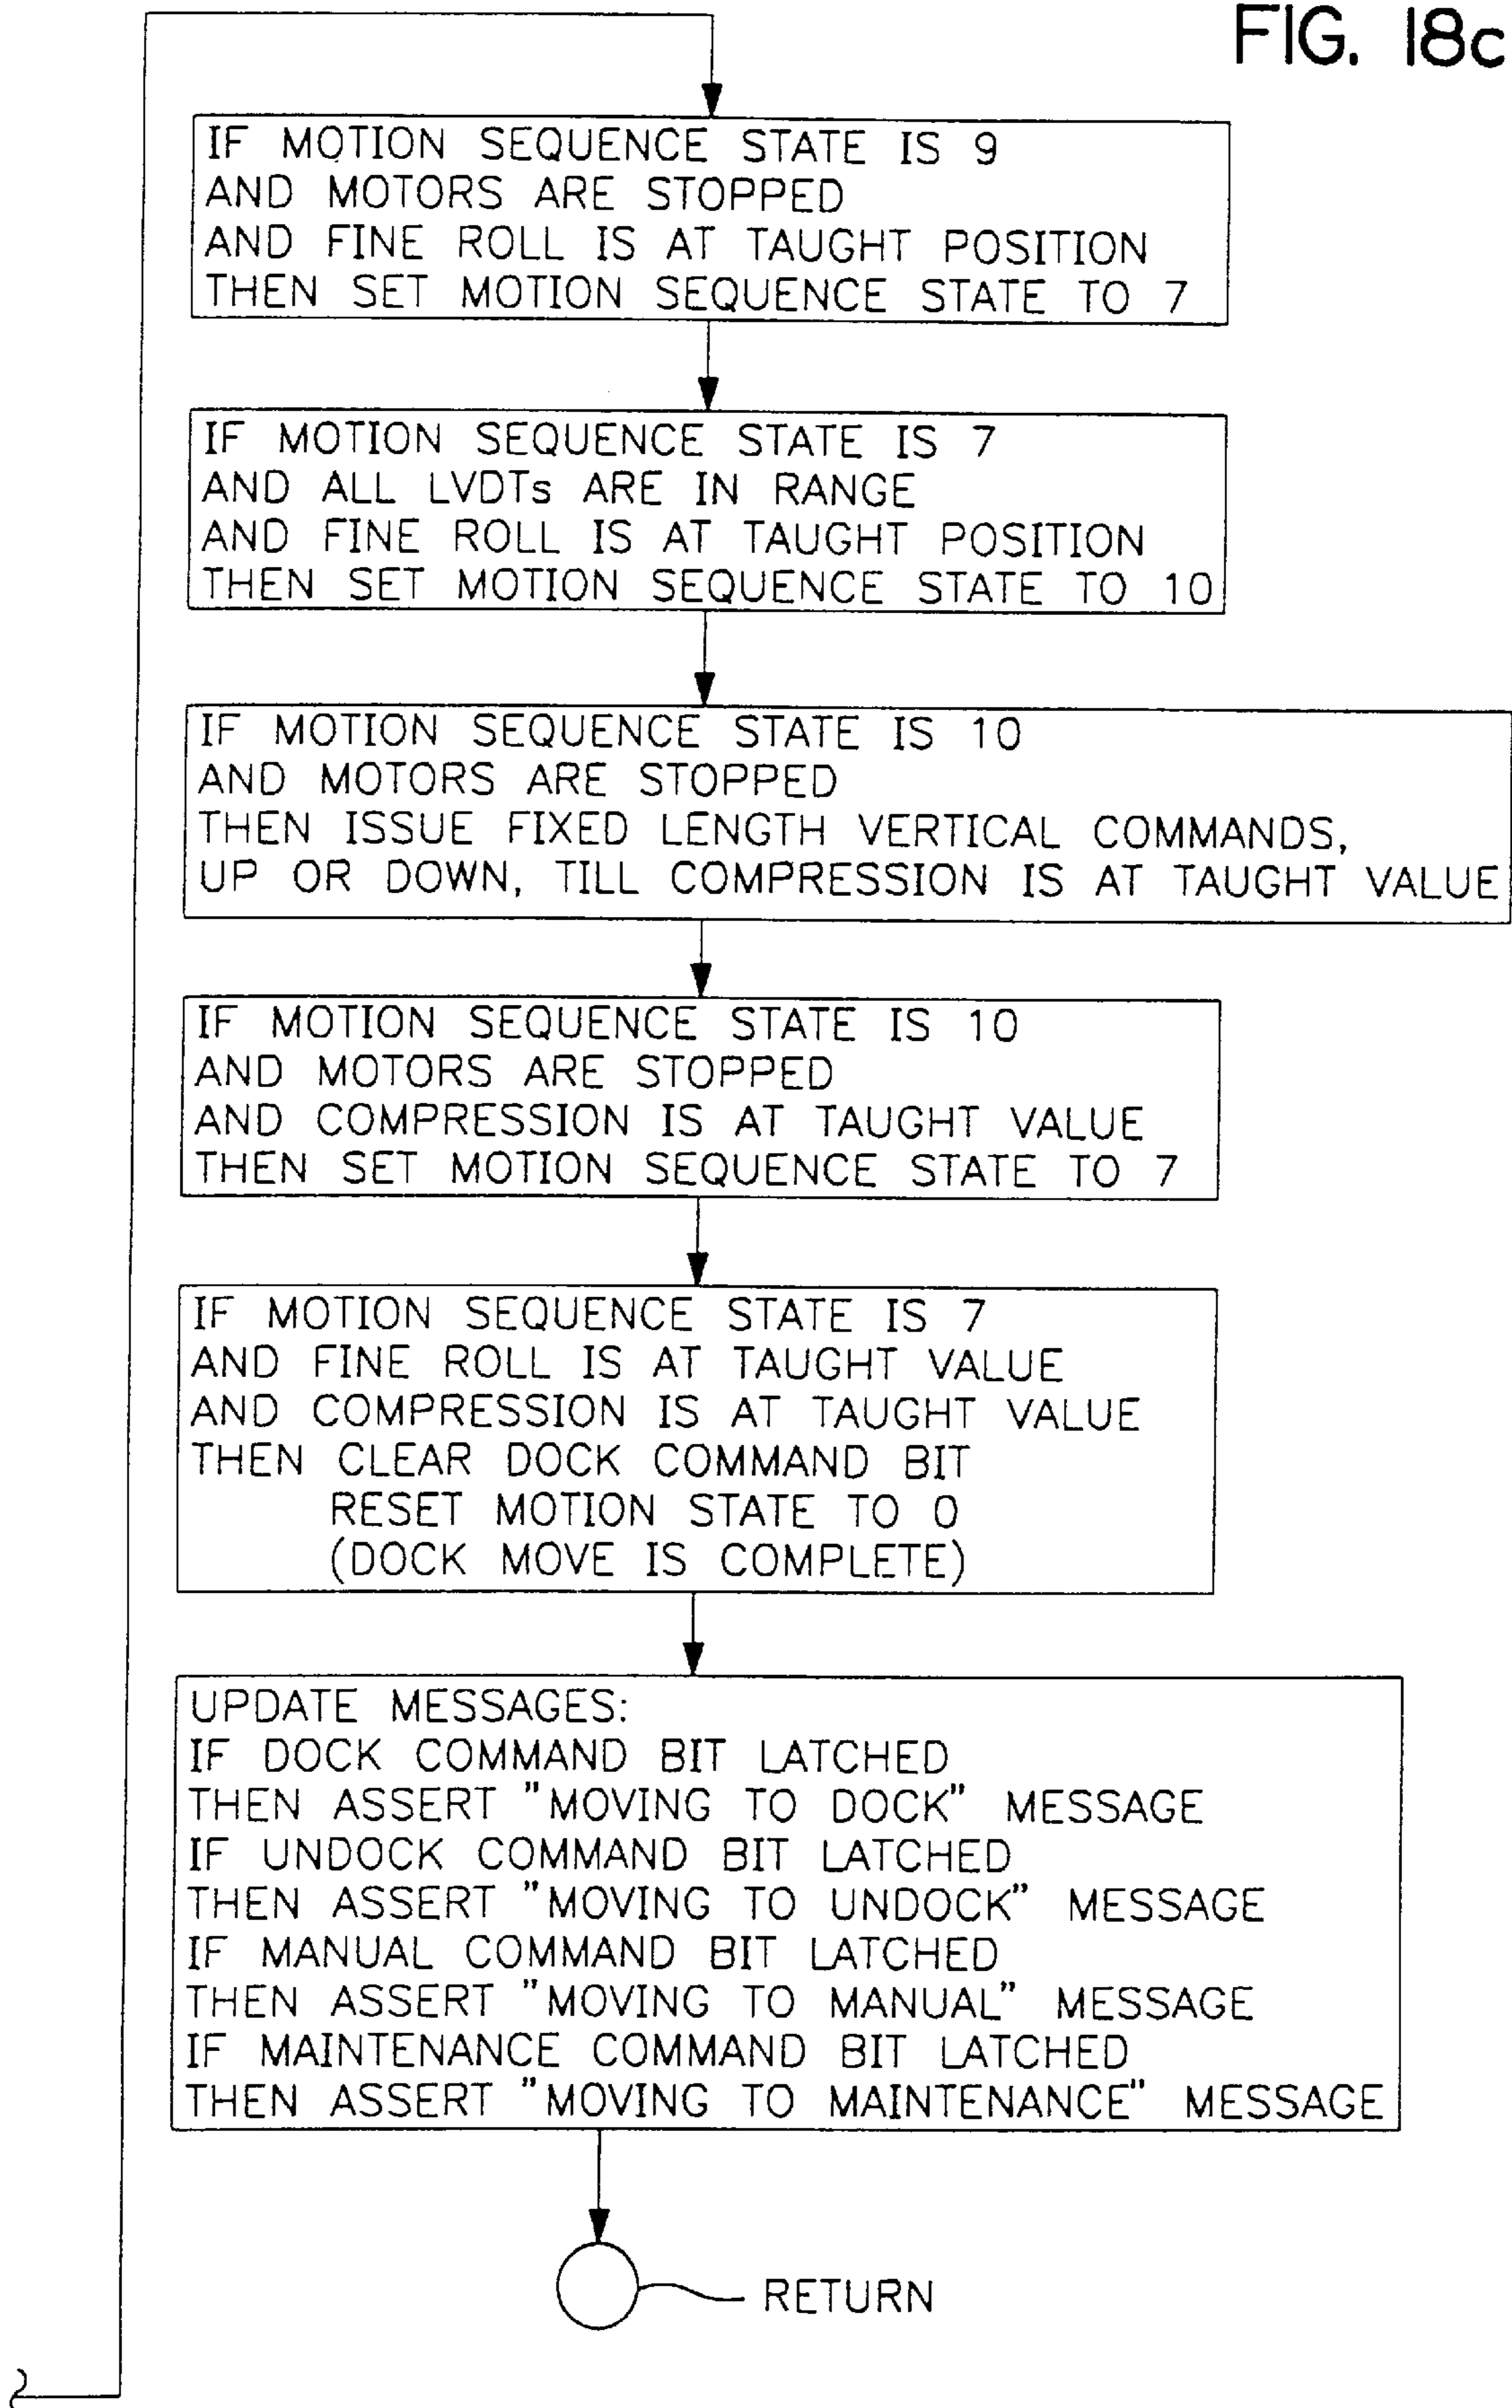 FIG. 18c
IF MOTION SEQUENCE STATE IS 9
AND MOTORS ARE STOPPED
AND FINE ROLL IS AT TAUGHT POSITION
THEN SET MOTION SEQUENCE STATE TO 7
IF MOTION SEQUENCE STATE IS 7
AND ALL LVDTs ARE IN RANGE
AND FINE ROLL IS AT TAUGHT POSITION
THEN SET MOTION SEQUENCE STATE TO 10
IF MOTION SEQUENCE STATE IS 10
AND MOTORS ARE STOPPED
THEN ISSUE FIXED LENGTH VERTICAL COMMANDS,
UP OR DOWN, TILL COMPRESSION IS AT TAUGHT VALUE
IF MOTION SEQUENCE STATE IS 10
AND MOTORS ARE STOPPED
AND COMPRESSION IS AT TAUGHT VALUE
THEN SET MOTION SEQUENCE STATE TO 7
IF MOTION SEQUENCE STATE IS 7
AND FINE ROLL IS AT TAUGHT VALUE
AND COMPRESSION IS AT TAUGHT VALUE
THEN CLEAR DOCK COMMAND BIT
RESET MOTION STATE TO 0
(DOCK MOVE IS COMPLETE)
UPDATE MESSAGES:
IF DOCK COMMAND BIT LATCHED
THEN ASSERT "MOVING TO DOCK" MESSAGE
IF UNDOCK COMMAND BIT LATCHED
THEN ASSERT "MOVING TO UNDOCK" MESSAGE
IF MANUAL COMMAND BIT LATCHED
THEN ASSERT "MOVING TO MANUAL" MESSAGE
IF MAINTENANCE COMMAND BIT LATCHED
THEN ASSERT "MOVING TO MAINTENANCE" MESSAGE
RETURN